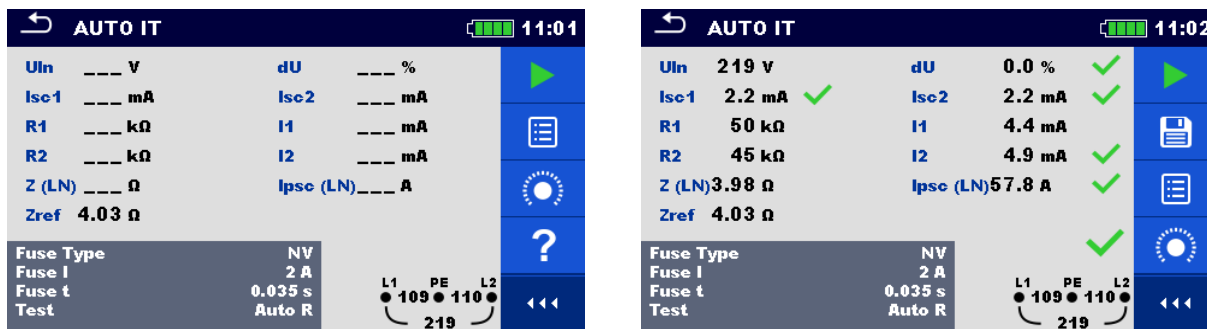 AUTO IT 11:01
Uln ___ V dU ___ %
Isc1 ___ mA Isc2 ___ mA
R1 ___ kΩ I1 ___ mA
R2 ___ kΩ I2 ___ mA
Z (LN) ___ Ω Ipsc (LN) ___ A
Zref 4.03 Ω
Fuse Type NV
Fuse I 2 A
Fuse t 0.035 s
Test Auto R
?
L1 PE L2
109 110
219
AUTO IT 11:02
Uln 219 V dU 0.0 %
Isc1 2.2 mA Isc2 2.2 mA
R1 50 kΩ I1 4.4 mA
R2 45 kΩ I2 4.9 mA
Z (LN) 3.98 Ω Ipsc (LN) 57.8 A
Zref 4.03 Ω
Fuse Type NV
Fuse I 2 A
Fuse t 0.035 s
Test Auto R
L1 PE L2
109 110
219